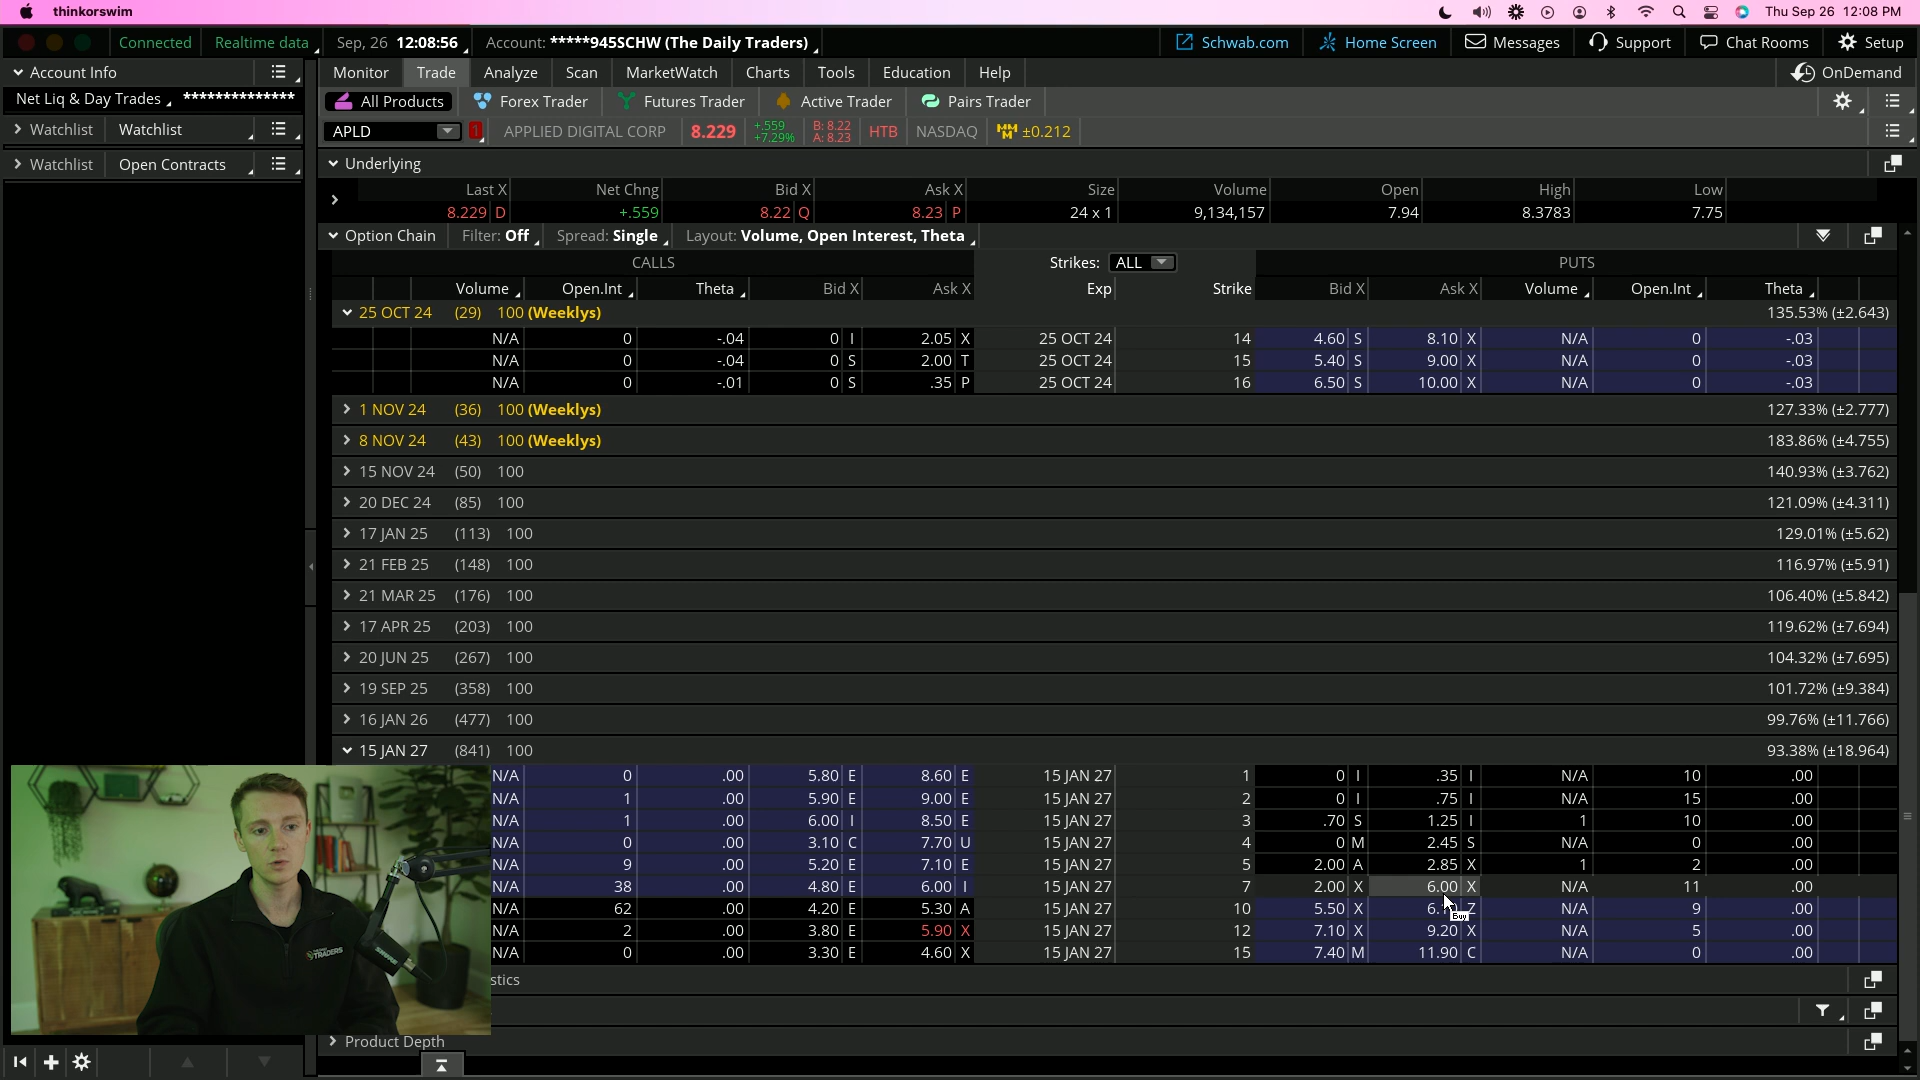 thinkorswim Thu Sep 26 12:08 PM
Connected Realtime data Sep, 26 12:08:56 Account: *****945SCHW (The Daily Traders) Schwab.com Home Screen Messages Support Chat Rooms Setup
Account Info Monitor Trade Analyze Scan MarketWatch Charts Tools Education Help OnDemand
Net Liq & Day Trades ************** All Products Forex Trader Futures Trader Active Trader Pairs Trader
Watchlist Watchlist APLD 1 APPLIED DIGITAL CORP 8.229 +.559 +7.29% B: 8.22 A: 8.23 HTB NASDAQ MM ±0.212
Watchlist Open Contracts Underlying
Last X Net Chng Bid X Ask X Size Volume Open High Low
8.229 D +.559 8.22 Q 8.23 P 24 x 1 9,134,157 7.94 8.3783 7.75
Option Chain Filter: Off Spread: Single Layout: Volume, Open Interest, Theta
CALLS Strikes: ALL PUTS
Volume Open.Int Theta Bid X Ask X Exp Strike Bid X Ask X Volume Open.Int Theta
25 OCT 24 (29) 100 (Weeklys) 135.53% (±2.643)
N/A 0 -.04 0 I 2.05 X 25 OCT 24 14 4.60 S 8.10 X N/A 0 -.03
N/A 0 -.04 0 S 2.00 T 25 OCT 24 15 5.40 S 9.00 X N/A 0 -.03
N/A 0 -.01 0 S .35 P 25 OCT 24 16 6.50 S 10.00 X N/A 0 -.03
1 NOV 24 (36) 100 (Weeklys) 127.33% (±2.777)
8 NOV 24 (43) 100 (Weeklys) 183.86% (±4.755)
15 NOV 24 (50) 100 140.93% (±3.762)
20 DEC 24 (85) 100 121.09% (±4.311)
17 JAN 25 (113) 100 129.01% (±5.62)
21 FEB 25 (148) 100 116.97% (±5.91)
21 MAR 25 (176) 100 106.40% (±5.842)
17 APR 25 (203) 100 119.62% (±7.694)
20 JUN 25 (267) 100 104.32% (±7.695)
19 SEP 25 (358) 100 101.72% (±9.384)
16 JAN 26 (477) 100 99.76% (±11.766)
15 JAN 27 (841) 100 93.38% (±18.964)
N/A 0 .00 5.80 E 8.60 E 15 JAN 27 1 0 I .35 I N/A 10 .00
N/A 1 .00 5.90 E 9.00 E 15 JAN 27 2 0 I .75 I N/A 15 .00
N/A 1 .00 6.00 I 8.50 E 15 JAN 27 3 .70 S 1.25 I 1 10 .00
N/A 0 .00 3.10 C 7.70 U 15 JAN 27 4 0 M 2.45 S N/A 0 .00
N/A 9 .00 5.20 E 7.10 E 15 JAN 27 5 2.00 A 2.85 X 1 2 .00
N/A 38 .00 4.80 E 6.00 I 15 JAN 27 7 2.00 X 6.00 X N/A 11 .00
N/A 62 .00 4.20 E 5.30 A 15 JAN 27 10 5.50 X Z N/A 9 .00
Buy
N/A 2 .00 3.80 E 5.90 X 15 JAN 27 12 7.10 X 9.20 X N/A 5 .00
N/A 0 .00 3.30 E 4.60 X 15 JAN 27 15 7.40 M 11.90 C N/A 0 .00
TRADERS
stics
Product Depth